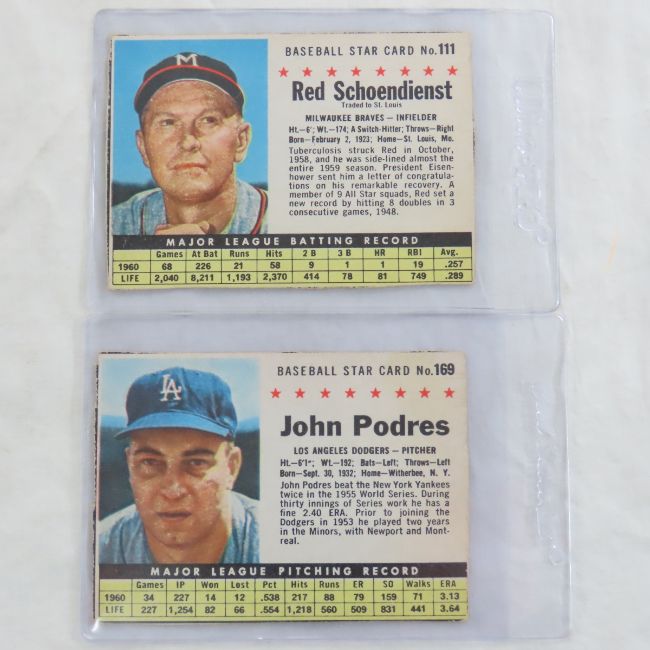 BASEBALL STAR CARD No.111
M
★ ★ ★ ★ ★ ★ ★ ★
Red Schoendienst
Traded to St. Louis
MILWAUKEE BRAVES — INFIELDER
Ht.—6'; Wt.—174; A Switch-Hitter; Throws—Right
Born—February 2, 1923; Home—St. Louis, Mo.
Tuberculosis struck Red in October,
1958, and he was side-lined almost the
entire 1959 season. President Eisen-
hower sent him a letter of congratula-
tions on his remarkable recovery. A
member of 9 All Star squads, Red set a
new record by hitting 8 doubles in 3
consecutive games, 1948.
MAJOR LEAGUE BATTING RECORD
Games At Bat Runs Hits 2 B 3 B HR RBI Avg.
1960 68 226 21 58 9 1 1 19 .257
LIFE 2,040 8,211 1,193 2,370 414 78 81 749 .289
BASEBALL STAR CARD No.169
LA
★ ★ ★ ★ ★ ★ ★ ★
John Podres
LOS ANGELES DODGERS — PITCHER
Ht.—6'1"; Wt.—192; Bats—Left; Throws—Left
Born—Sept. 30, 1932; Home—Witherbee, N. Y.
John Podres beat the New York Yankees
twice in the 1955 World Series. During
thirty innings of Series work he has a
fine 2.40 ERA. Prior to joining the
Dodgers in 1953 he played two years
in the Minors, with Newport and Mont-
real.
MAJOR LEAGUE PITCHING RECORD
Games IP Won Lost Pct Hits Runs ER SO Walks ERA
1960 34 227 14 12 .538 217 88 79 159 71 3.13
LIFE 227 1,254 82 66 .554 1,218 560 509 831 441 3.64